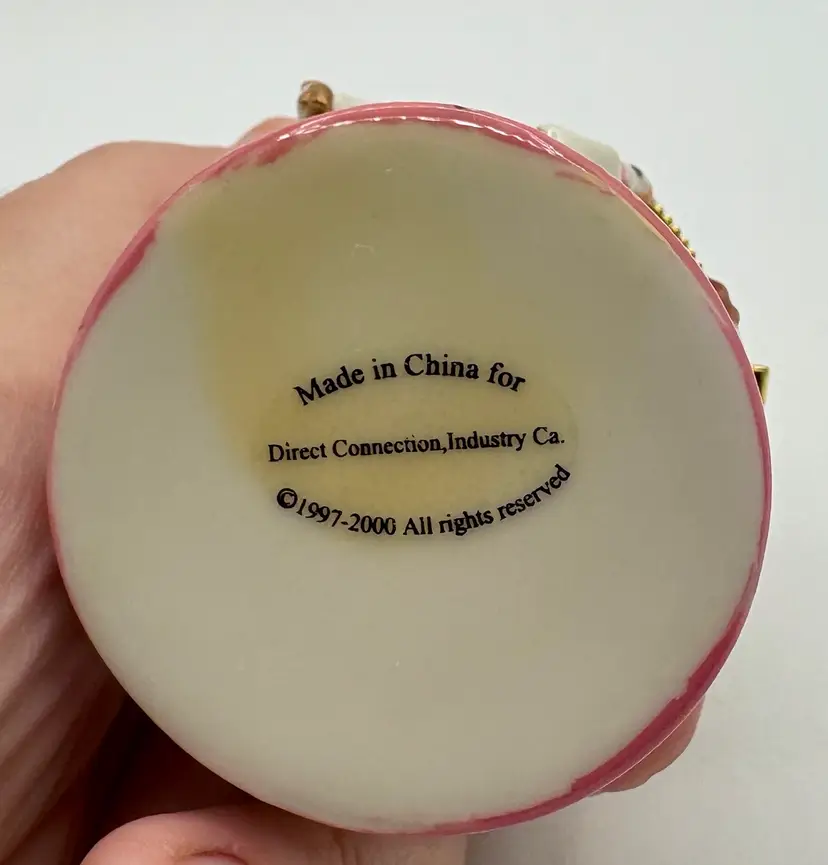 Made in China for
Direct Connection,Industry Ca.
©1997-2000 All rights reserved